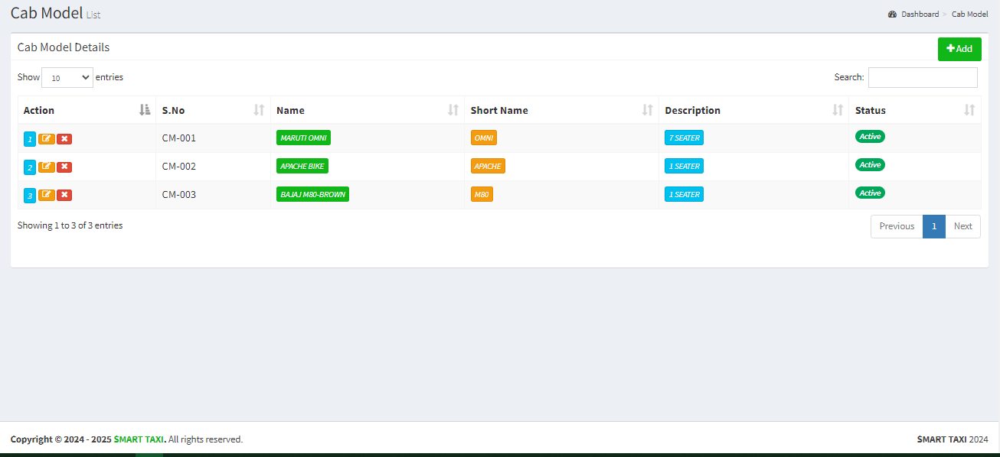 Cab Model List
Dashboard > Cab Model
Cab Model Details
Add
Show 10 entries
Search:
Action S.No Name Short Name Description Status
1 CM-001 MARUTI OMNI OMNI 7 SEATER Active
2 CM-002 APACHE BIKE APACHE 1 SEATER Active
3 CM-003 BAJAJ M80-BROWN M80 1 SEATER Active
Showing 1 to 3 of 3 entries
Previous 1 Next
Copyright © 2024 - 2025 SMART TAXI. All rights reserved.
SMART TAXI 2024